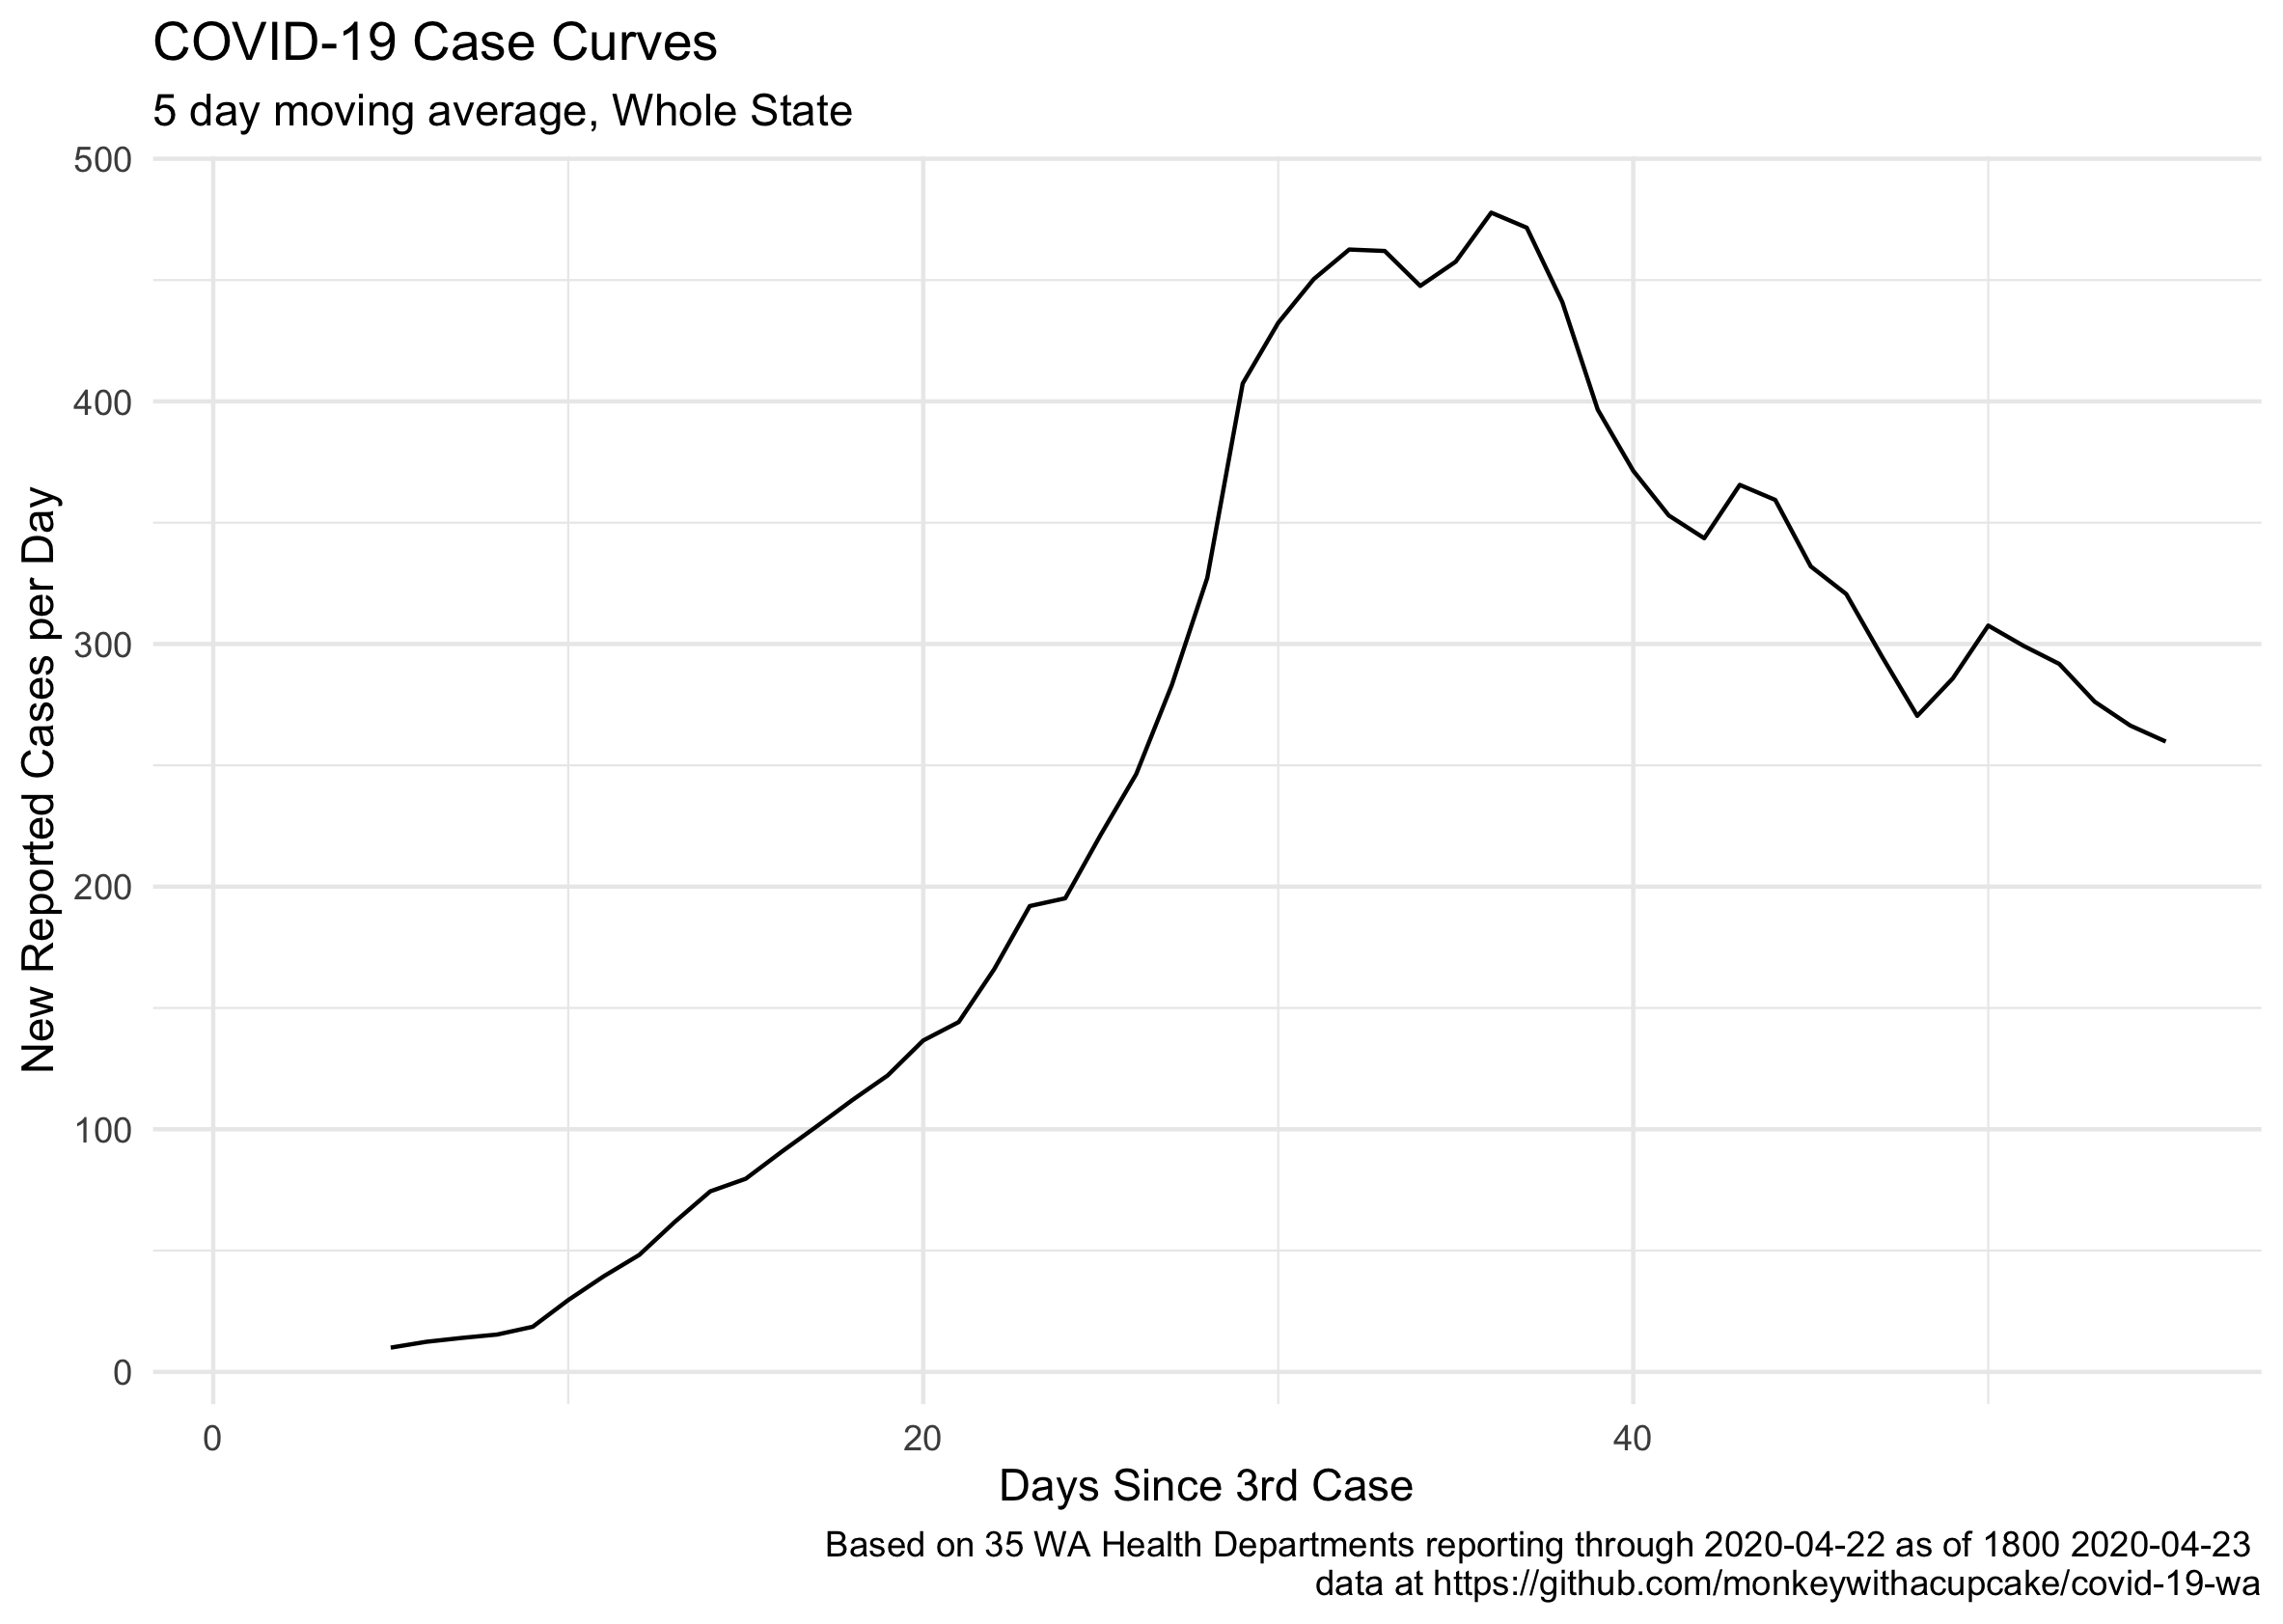 COVID-19 Case Curves
5 day moving average, Whole State
New Reported Cases per Day
500
400
300
200
100
0
0 20 40
Days Since 3rd Case
Based on 35 WA Health Departments reporting through 2020-04-22 as of 1800 2020-04-23
data at https://github.com/monkeywithacupcake/covid-19-wa